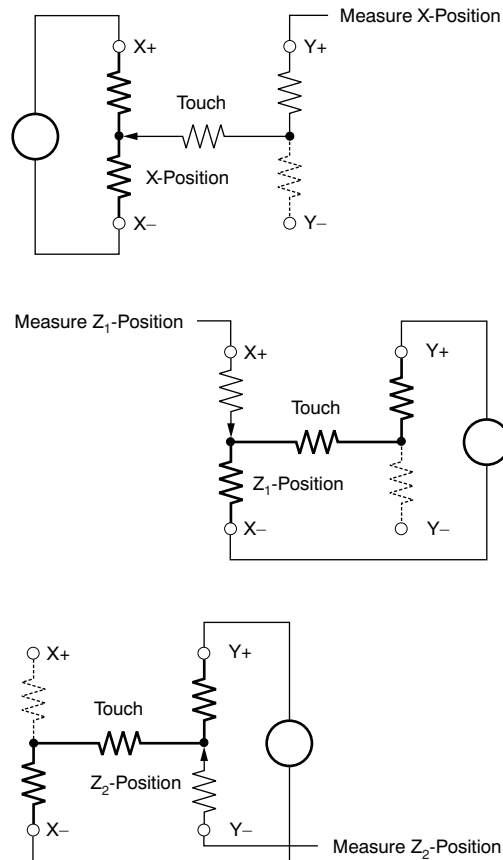 Measure X-Position
X+
Y+
Touch
X-Position
X−
Y−
Measure Z₁-Position
X+
Y+
Touch
Z₁-Position
X−
Y−
X+
Y+
Touch
Z₂-Position
X−
Y−
Measure Z₂-Position